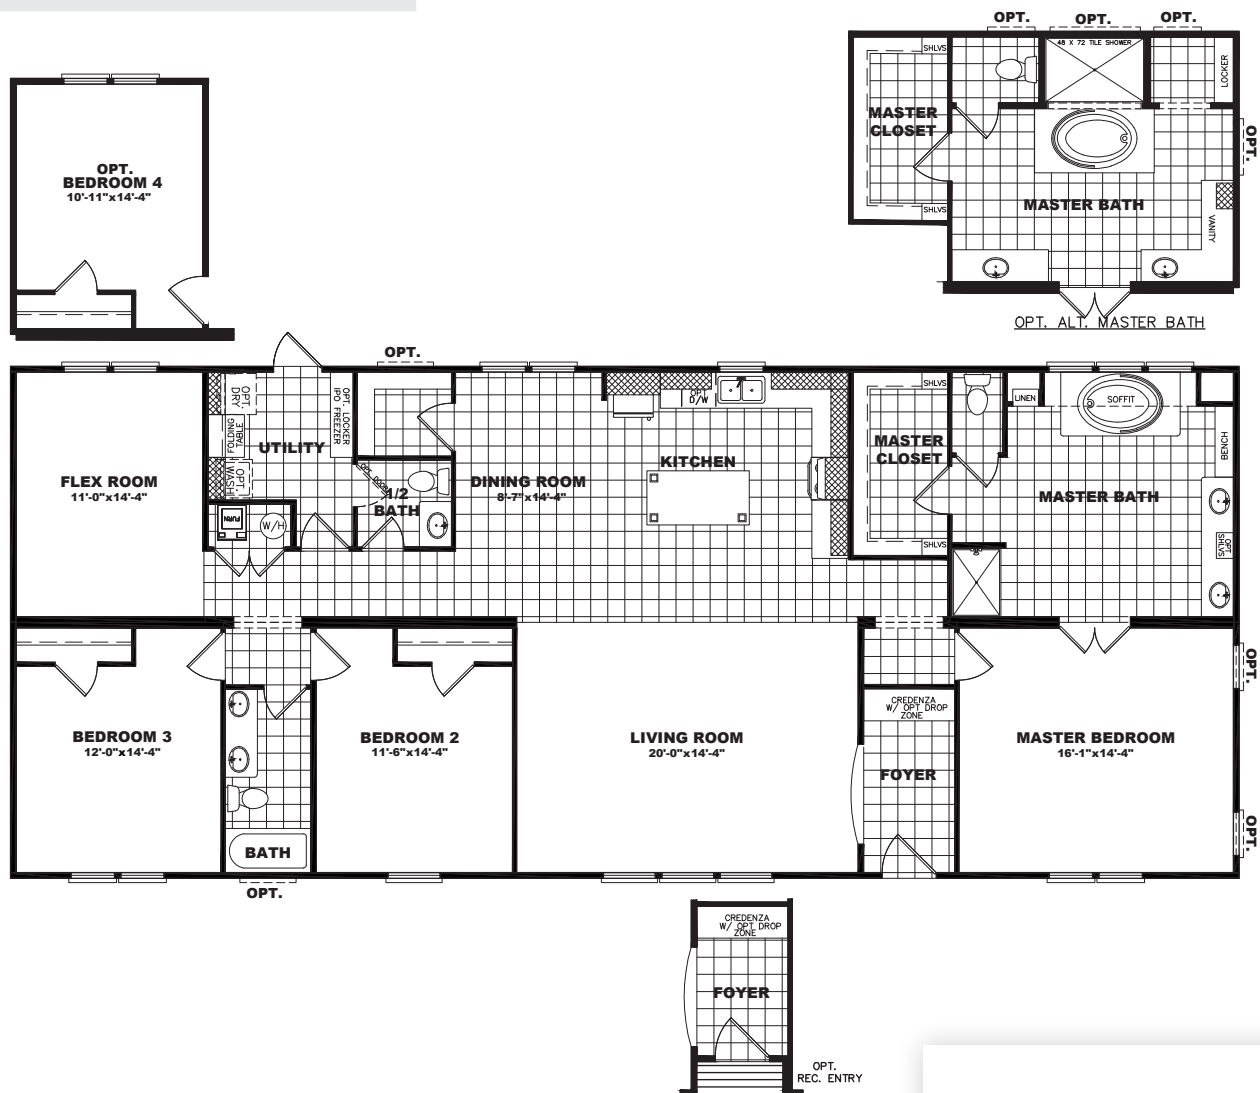 OPT.
BEDROOM 4
10'-11"x14'-4"
OPT.
OPT.
OPT.
SHLVS
48 X 72 TILE SHOWER
LOCKER
MASTER
CLOSET
OPT.
MASTER BATH
SHLVS
VANITY
OPT. ALT. MASTER BATH
OPT.
OPT.
DRY
FOLDING
TABLE
OPT.
WASH
OPT. LOCKER
IPO FREEZER
UTILITY
FLEX ROOM
11'-0"x14'-4"
FURN
W/H
OPT. DOOR
1/2
BATH
DINING ROOM
8'-7"x14'-4"
OPT
D/W
KITCHEN
SHLVS
MASTER
CLOSET
SHLVS
LINEN
SOFFIT
BENCH
MASTER BATH
OPT
SHLVS
BEDROOM 3
12'-0"x14'-4"
BATH
OPT.
BEDROOM 2
11'-6"x14'-4"
LIVING ROOM
20'-0"x14'-4"
CREDENZA
W/ OPT DROP
ZONE
FOYER
MASTER BEDROOM
16'-1"x14'-4"
OPT.
OPT.
CREDENZA
W/ OPT DROP
ZONE
FOYER
OPT.
REC. ENTRY